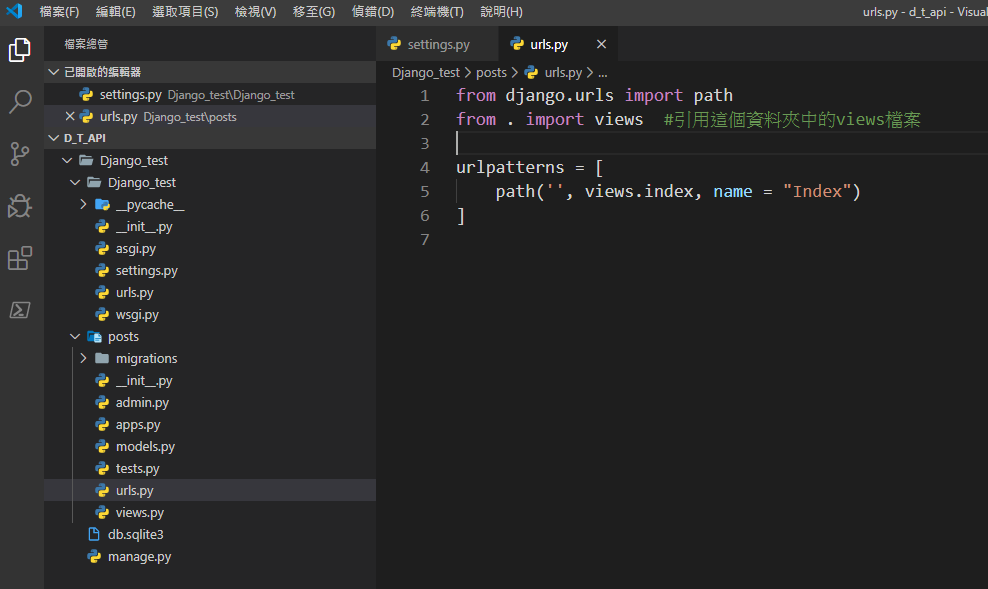 檔案(F) 編輯(E) 選取項目(S) 檢視(V) 移至(G) 偵錯(D) 終端機(T) 說明(H) urls.py - d_t_api - Visual
檔案總管
已開啟的編輯器
settings.py Django_test\Django_test
urls.py Django_test\posts
D_T_API
Django_test
Django_test
__pycache__
__init__.py
asgi.py
settings.py
urls.py
wsgi.py
posts
migrations
__init__.py
admin.py
apps.py
models.py
tests.py
urls.py
views.py
db.sqlite3
manage.py
settings.py urls.py
Django_test > posts > urls.py > ...
1 from django.urls import path
2 from . import views #引用這個資料夾中的views檔案
3
4 urlpatterns = [
5 path('', views.index, name = "Index")
6 ]
7